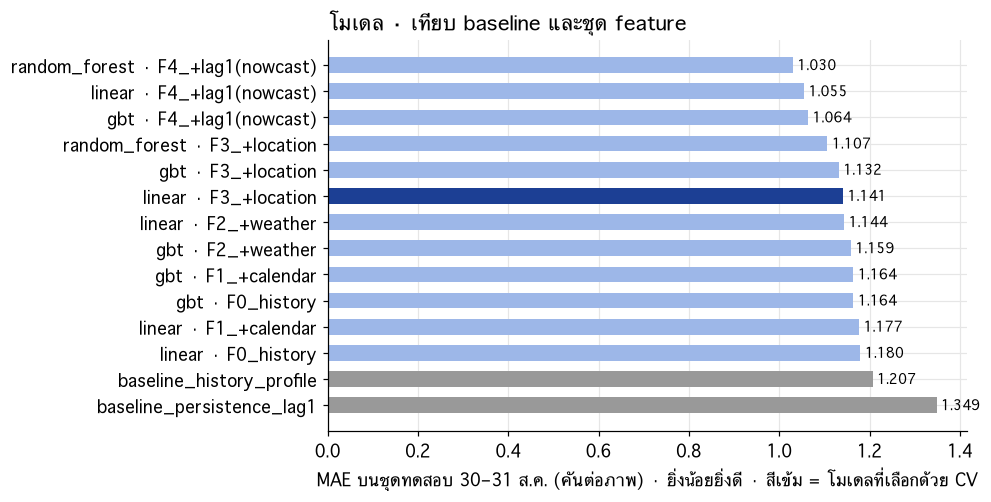 โมเดล · เทียบ baseline และชุด feature
random_forest · F4_+lag1(nowcast) 1.030
linear · F4_+lag1(nowcast) 1.055
gbt · F4_+lag1(nowcast) 1.064
random_forest · F3_+location 1.107
gbt · F3_+location 1.132
linear · F3_+location 1.141
linear · F2_+weather 1.144
gbt · F2_+weather 1.159
gbt · F1_+calendar 1.164
gbt · F0_history 1.164
linear · F1_+calendar 1.177
linear · F0_history 1.180
baseline_history_profile 1.207
baseline_persistence_lag1 1.349
0.0 0.2 0.4 0.6 0.8 1.0 1.2 1.4
MAE บนชุดทดสอบ 30–31 ส.ค. (คันต่อภาพ) · ยิ่งน้อยยิ่งดี · สีเข้ม = โมเดลที่เลือกด้วย CV